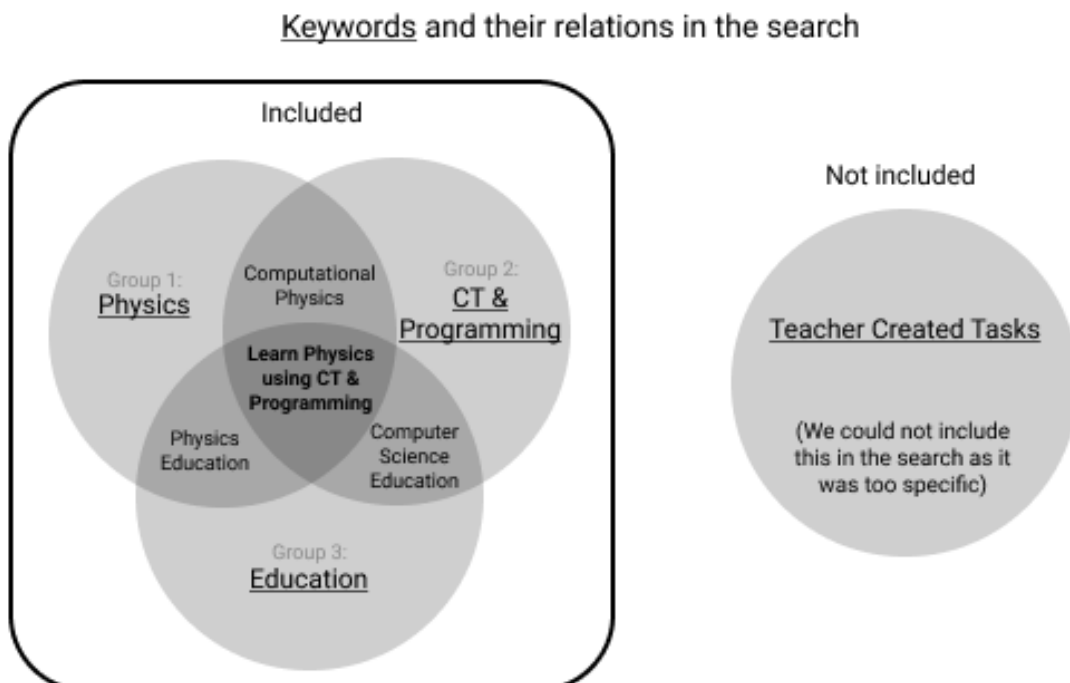 Keywords and their relations in the search
Included
Group 1:
Physics
Computational
Physics
Group 2:
CT &
Programming
Learn Physics
using CT &
Programming
Physics
Education
Computer
Science
Education
Group 3:
Education
Not included
Teacher Created Tasks
(We could not include
this in the search as it
was too specific)